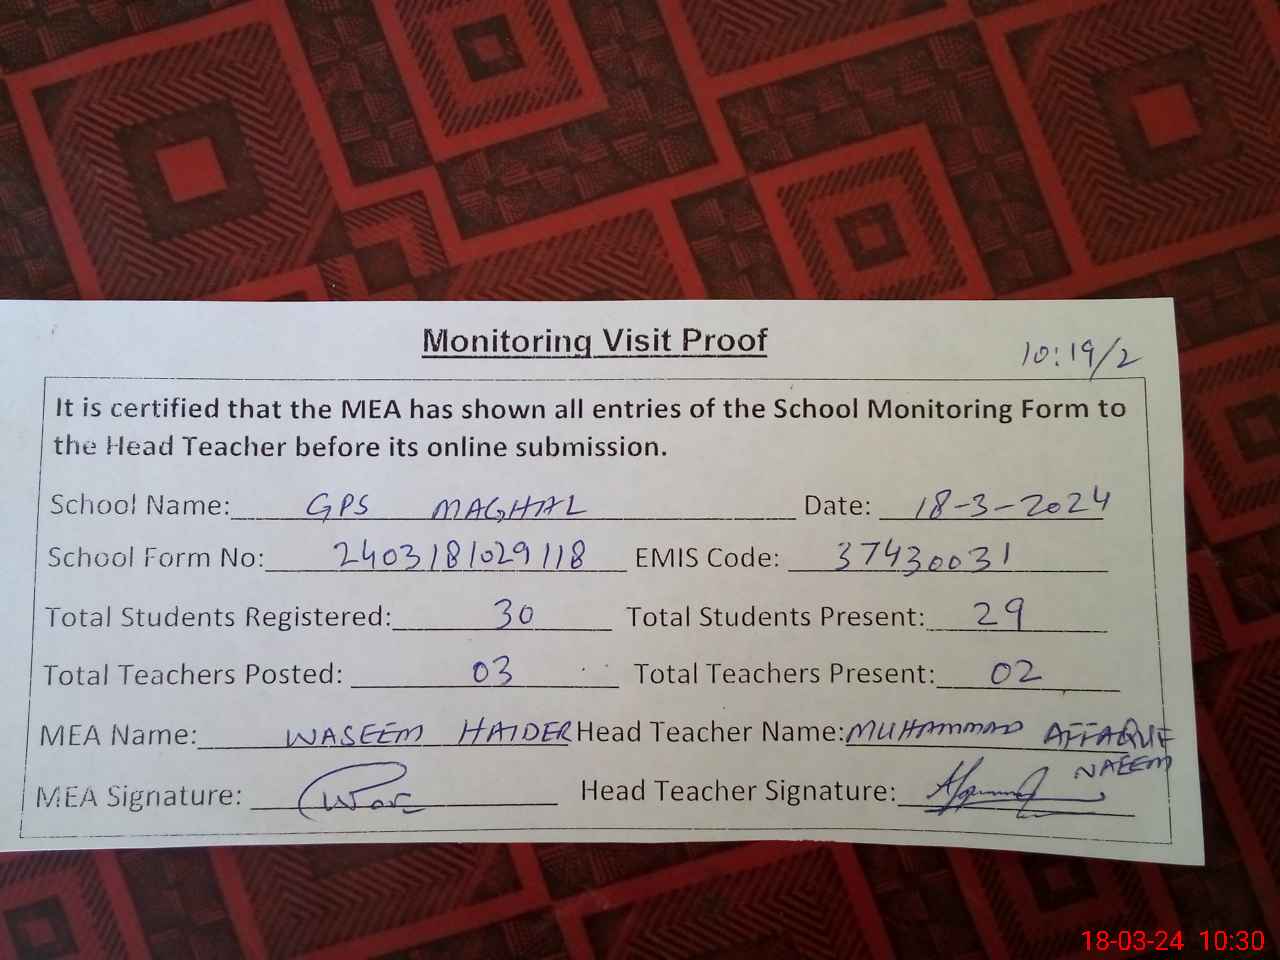 Monitoring Visit Proof
10:19/2
It is certified that the MEA has shown all entries of the School Monitoring Form to
the Head Teacher before its online submission.
School Name: GPS MAGHAL Date: 18-3-2024
School Form No: 2403181029118 EMIS Code: 37430031
Total Students Registered: 30 Total Students Present: 29
Total Teachers Posted: 03 Total Teachers Present: 02
MEA Name: WASEEM HAIDER Head Teacher Name: MUHAMMAD AFFAQUE
NAEEM
MEA Signature: Head Teacher Signature:
18-03-24 10:30